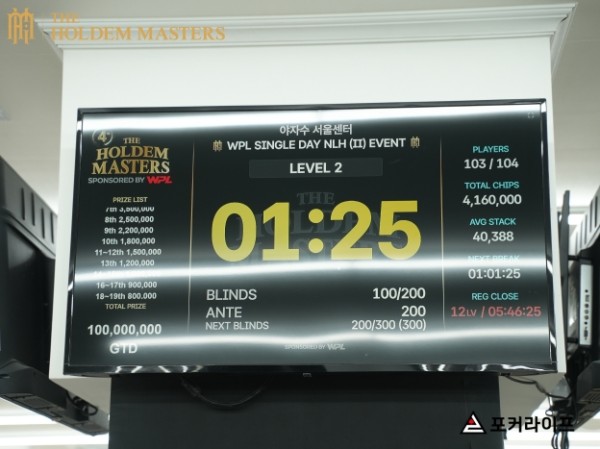 THE
HOLDEM MASTERS
4th
THE
HOLDEM
MASTERS
SPONSORED BY WPL
PRIZE LIST
7th 3,000,000
8th 2,500,000
9th 2,200,000
10th 1,800,000
11-12th 1,500,000
13th 1,200,000
16-17th 900,000
18-19th 800,000
TOTAL PRIZE
100,000,000
GTD
야자수 서울센터
WPL SINGLE DAY NLH (II) EVENT
LEVEL 2
01:25
BLINDS 100/200
ANTE 200
NEXT BLINDS 200/300 (300)
SPONSORED BY WPL
PLAYERS
103 / 104
TOTAL CHIPS
4,160,000
AVG STACK
40,388
NEXT BREAK
01:01:25
REG CLOSE
12LV / 05:46:25
포커라이프